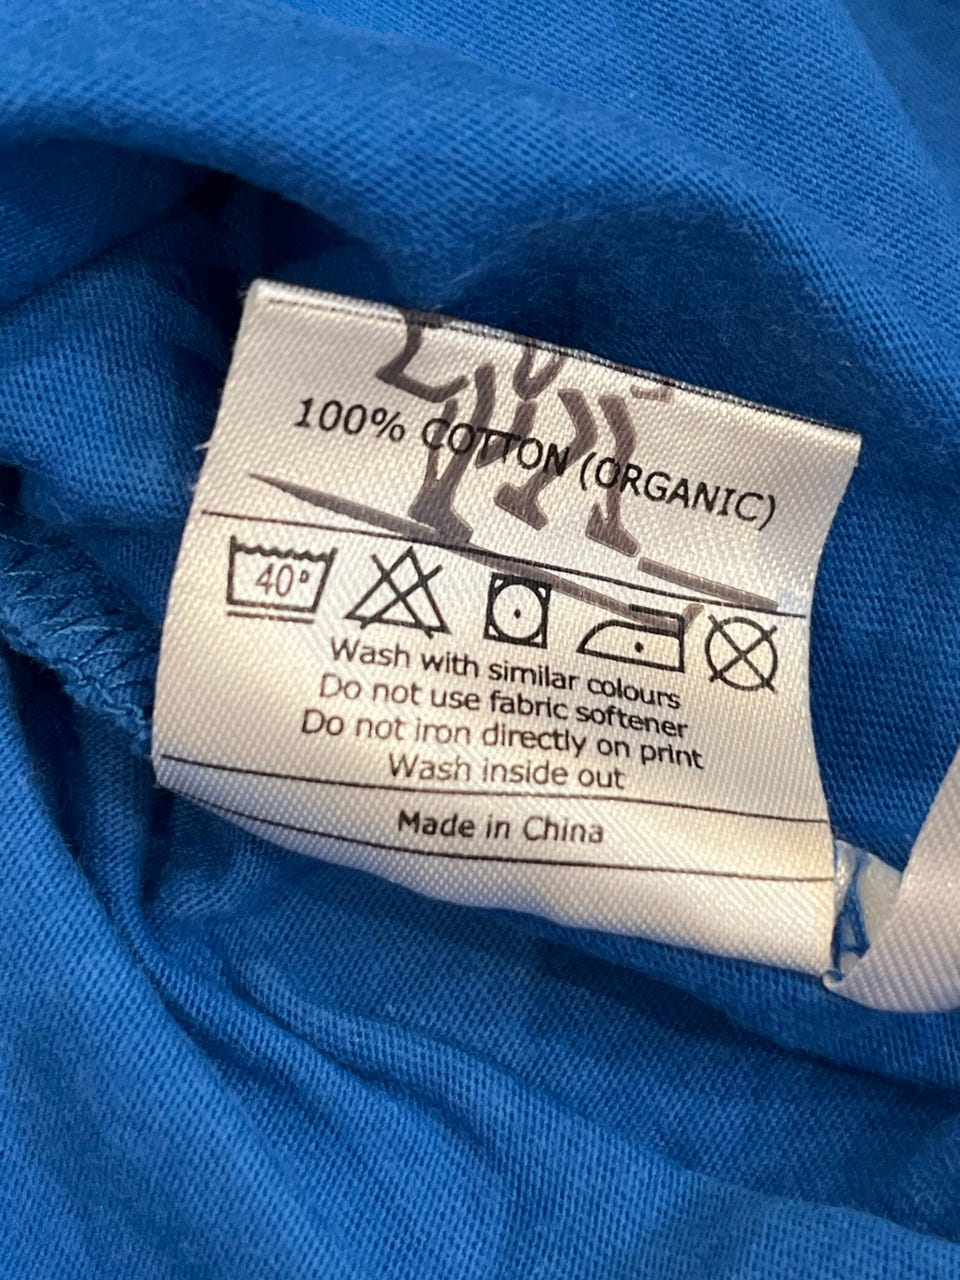 100% COTTON (ORGANIC)
40°
Wash with similar colours
Do not use fabric softener
Do not iron directly on print
Wash inside out
Made in China